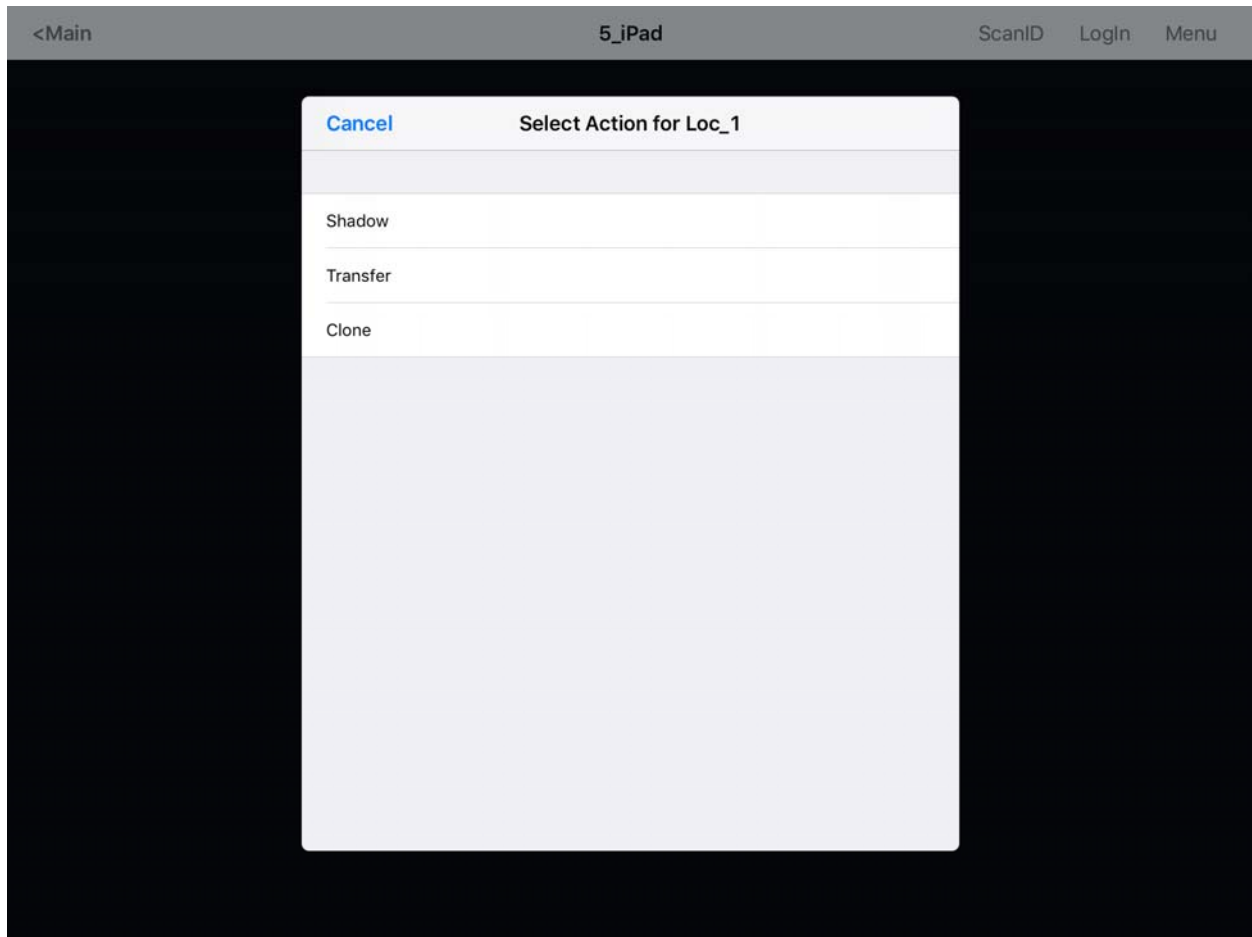 <Main 5_iPad ScanID LogIn Menu
Cancel Select Action for Loc_1
Shadow
Transfer
Clone